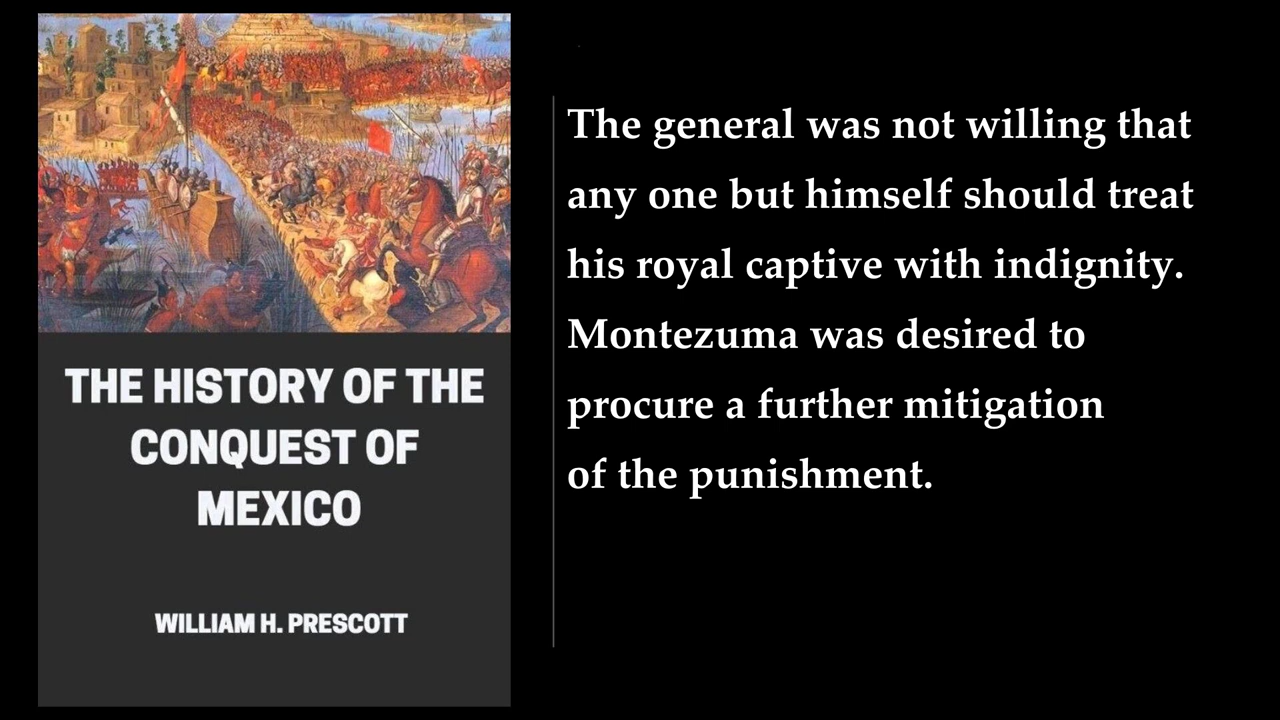 THE HISTORY OF THE
CONQUEST OF
MEXICO
WILLIAM H. PRESCOTT
The general was not willing that
any one but himself should treat
his royal captive with indignity.
Montezuma was desired to
procure a further mitigation
of the punishment.